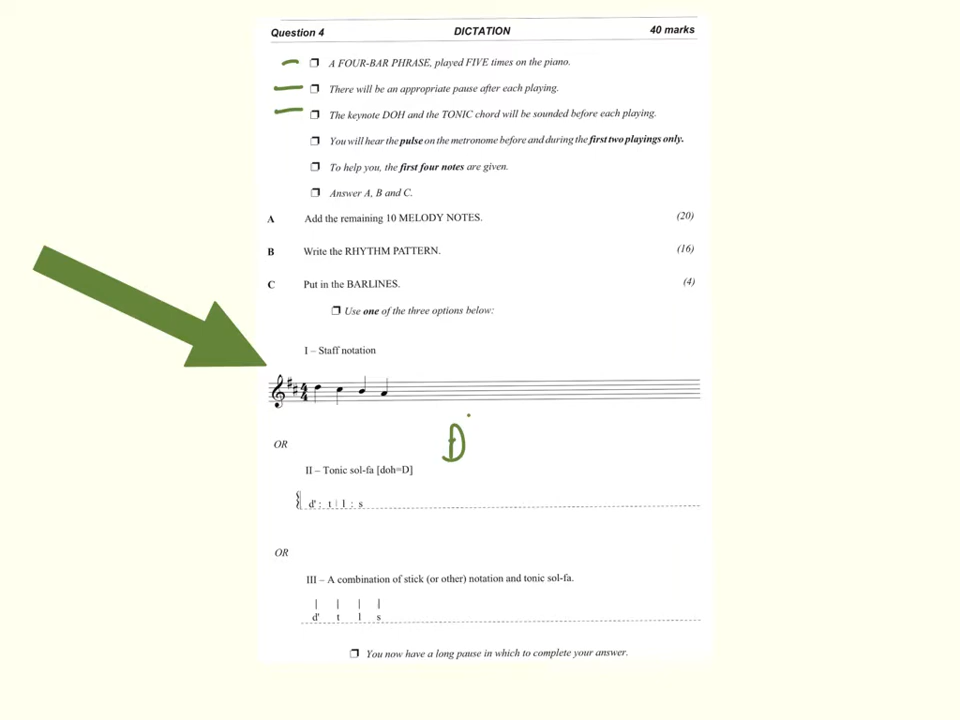 Question 4 DICTATION 40 marks
❐ A FOUR-BAR PHRASE, played FIVE times on the piano.
❐ There will be an appropriate pause after each playing.
❐ The keynote DOH and the TONIC chord will be sounded before each playing.
❐ You will hear the pulse on the metronome before and during the first two playings only.
❐ To help you, the first four notes are given.
❐ Answer A, B and C.
A Add the remaining 10 MELODY NOTES. (20)
B Write the RHYTHM PATTERN. (16)
C Put in the BARLINES. (4)
❐ Use one of the three options below:
I – Staff notation
4
4
OR
D
II – Tonic sol-fa [doh=D]
d' : t | l : s
OR
III – A combination of stick (or other) notation and tonic sol-fa.
d' t l s
❐ You now have a long pause in which to complete your answer.